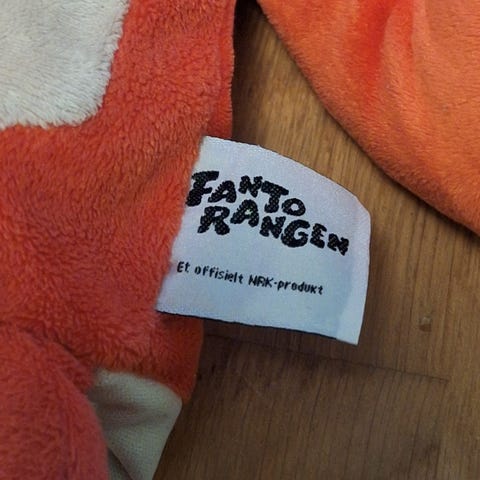 FANTO
RANGEN
Et offisielt NRK-produkt